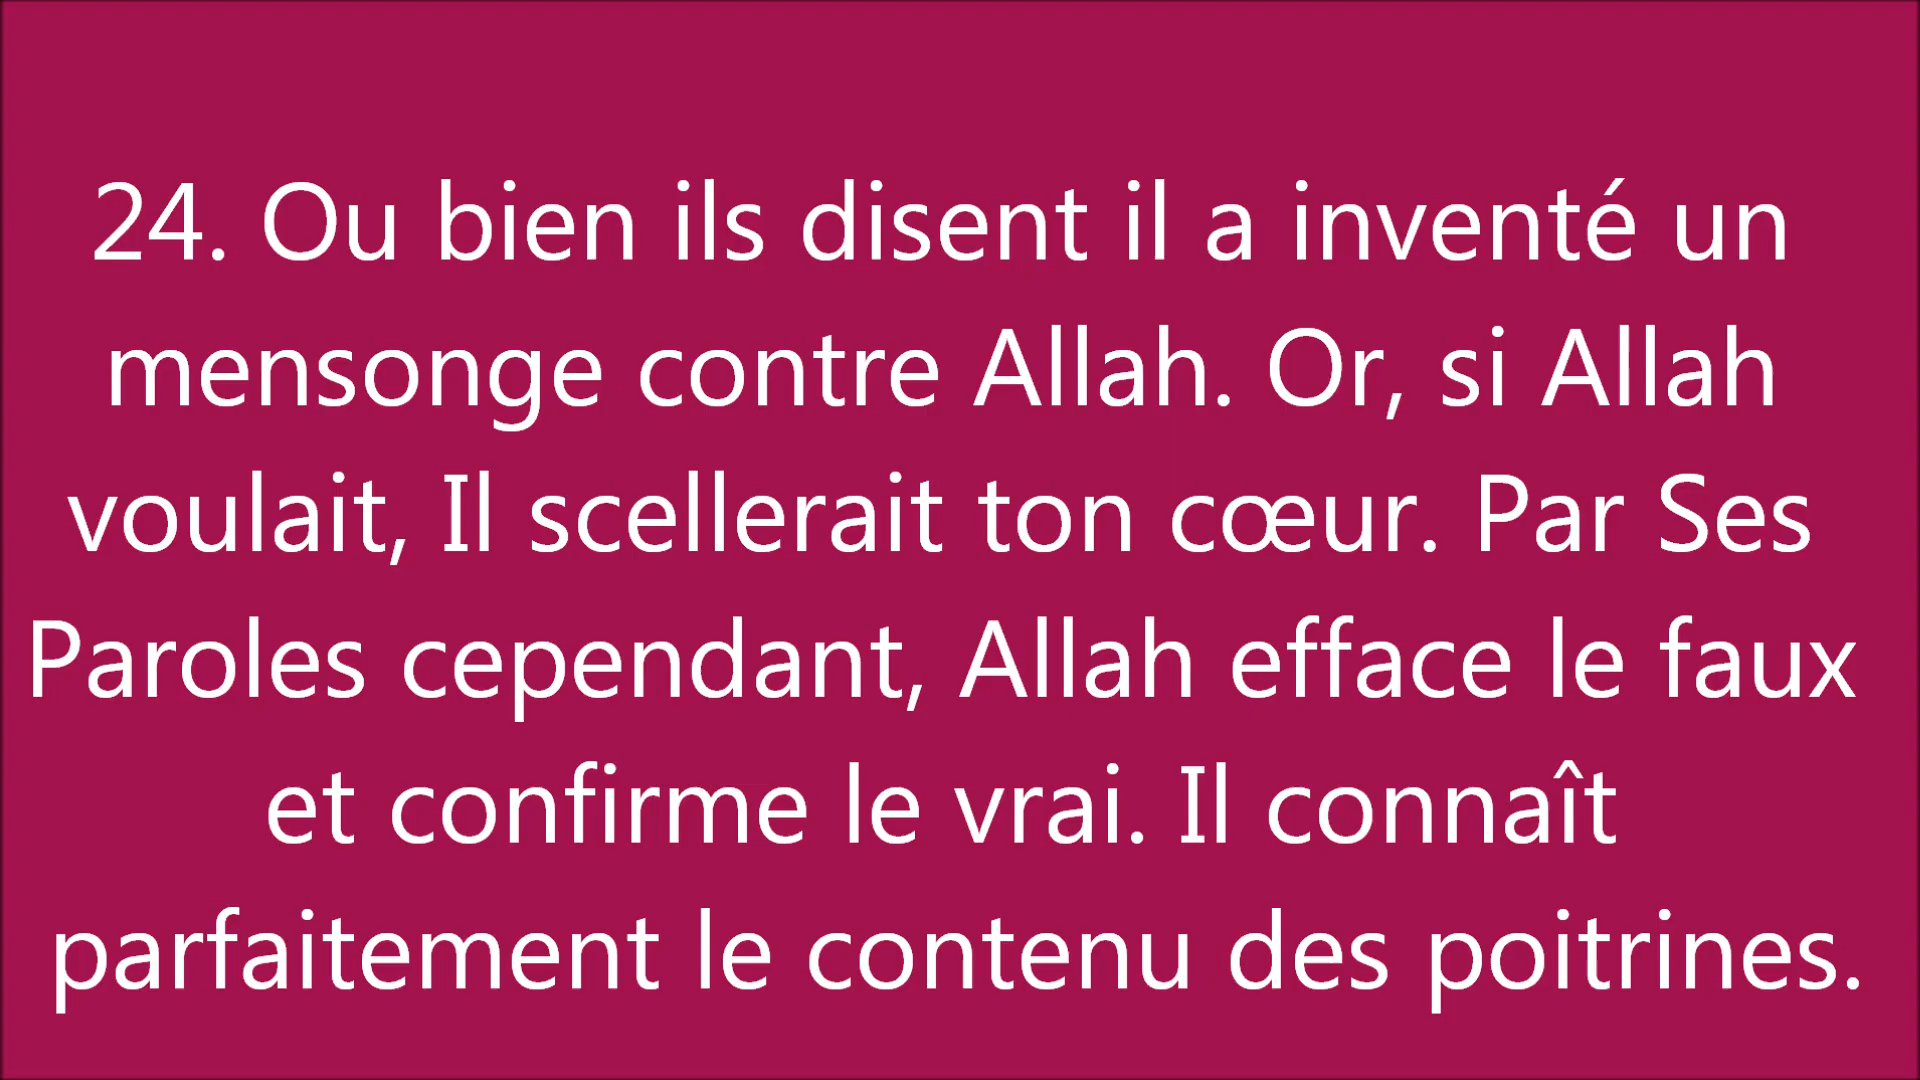 24. Ou bien ils disent il a inventé un
mensonge contre Allah. Or, si Allah
voulait, Il scellerait ton cœur. Par Ses
Paroles cependant, Allah efface le faux
et confirme le vrai. Il connaît
parfaitement le contenu des poitrines.